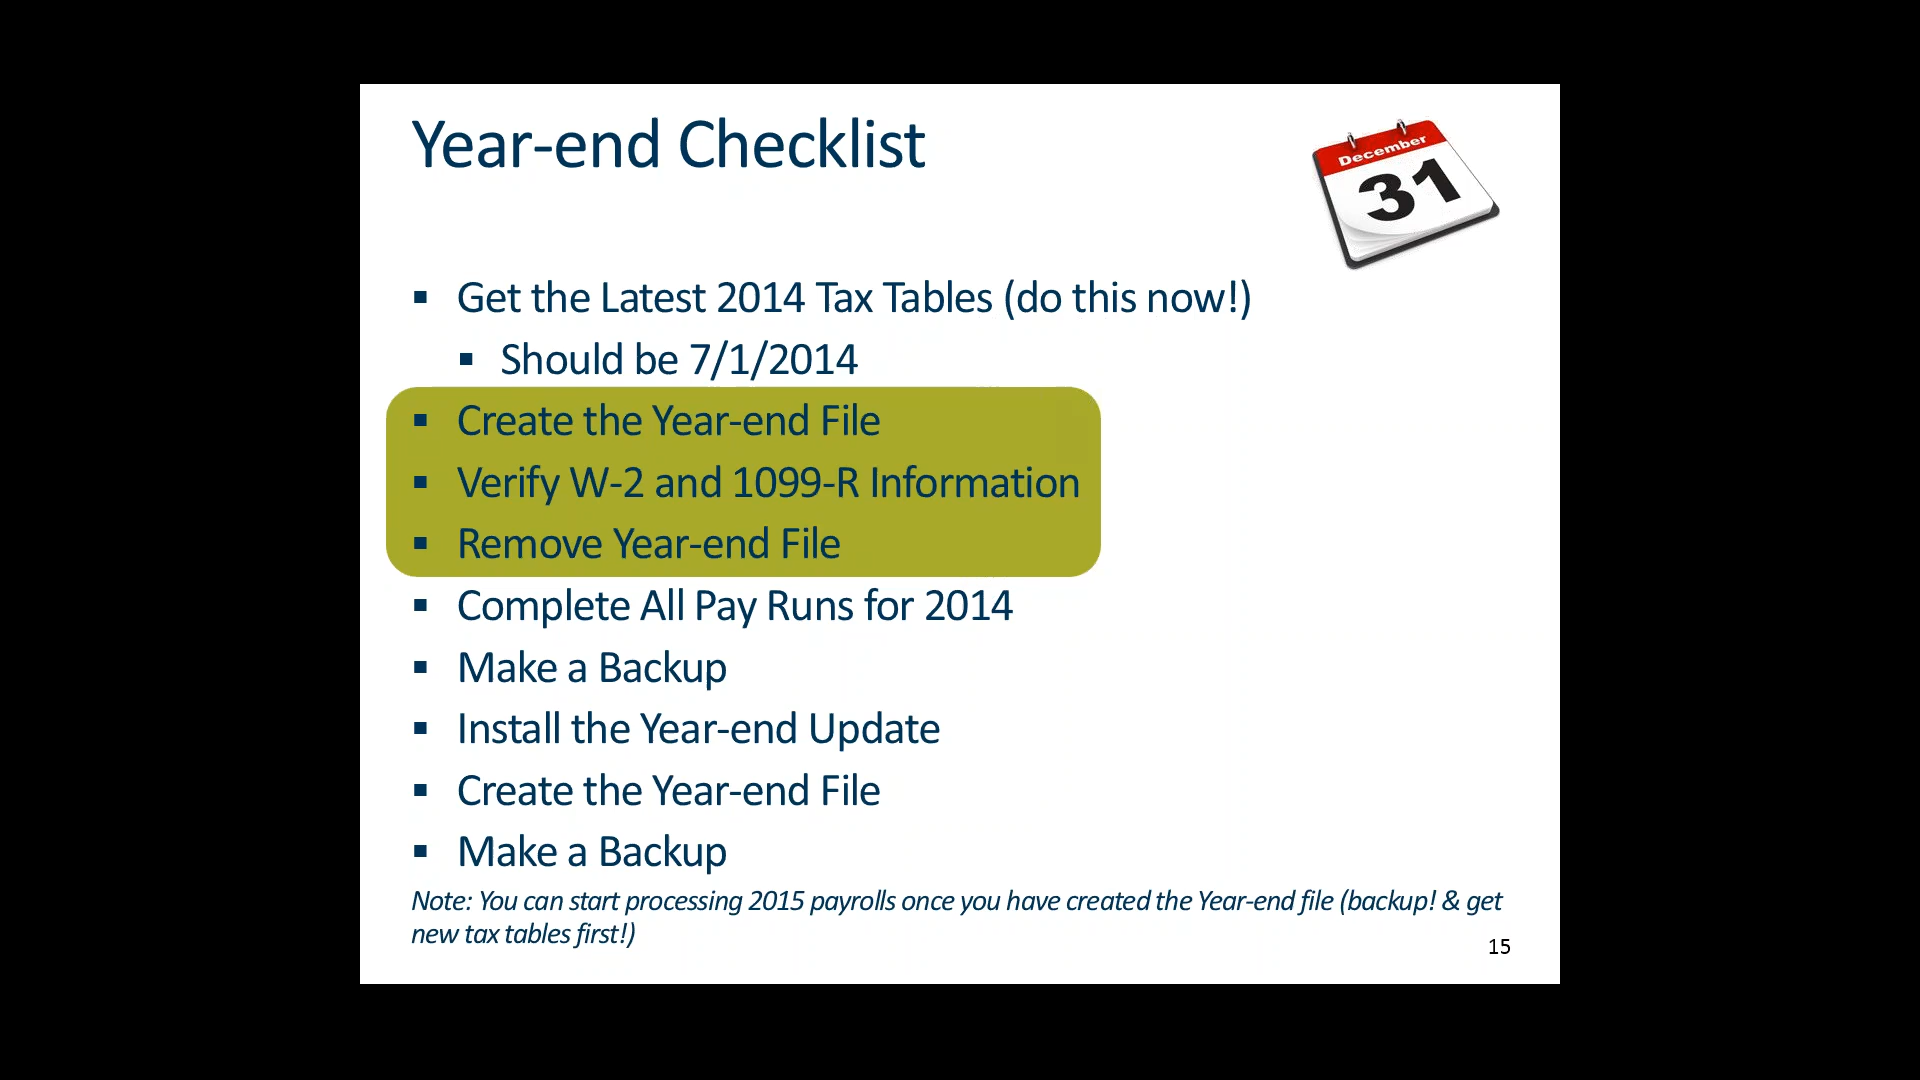 Year-end Checklist
December
31
▪ Get the Latest 2014 Tax Tables (do this now!)
▪ Should be 7/1/2014
▪ Create the Year-end File
▪ Verify W-2 and 1099-R Information
▪ Remove Year-end File
▪ Complete All Pay Runs for 2014
▪ Make a Backup
▪ Install the Year-end Update
▪ Create the Year-end File
▪ Make a Backup
Note: You can start processing 2015 payrolls once you have created the Year-end file (backup! & get
new tax tables first!)
15